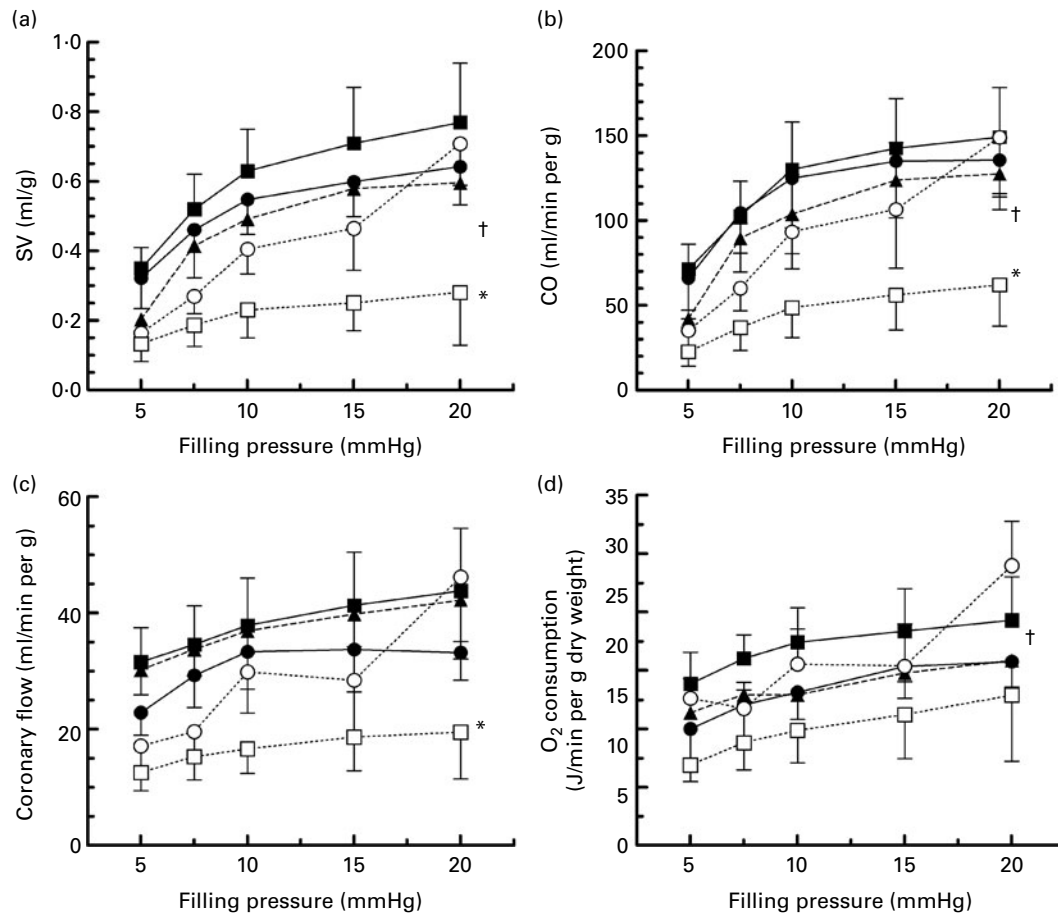 (a)
1·0
0·8
0·6
0·4
0·2
0·0
SV (ml/g)
†
*
5 10 15 20
Filling pressure (mmHg)
(b)
200
150
100
50
0
CO (ml/min per g)
†
*
5 10 15 20
Filling pressure (mmHg)
(c)
60
40
20
0
Coronary flow (ml/min per g)
*
5 10 15 20
Filling pressure (mmHg)
(d)
35
30
25
20
15
10
5
0
O₂ consumption
(J/min per g dry weight)
†
5 10 15 20
Filling pressure (mmHg)